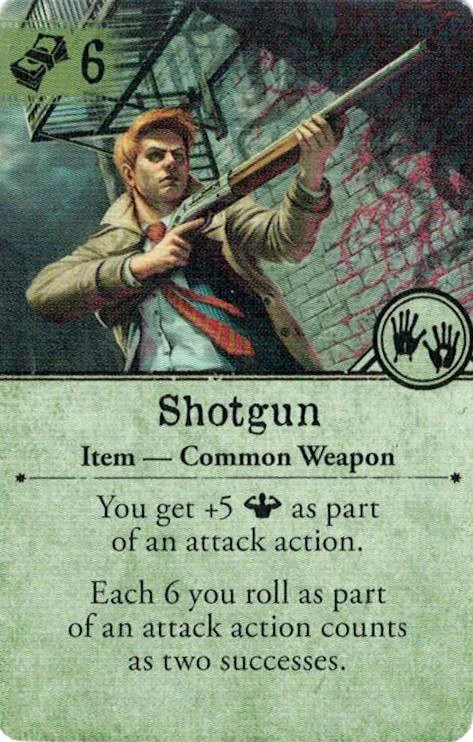 6
Shotgun
Item — Common Weapon
You get +5 as part
of an attack action.
Each 6 you roll as part
of an attack action counts
as two successes.